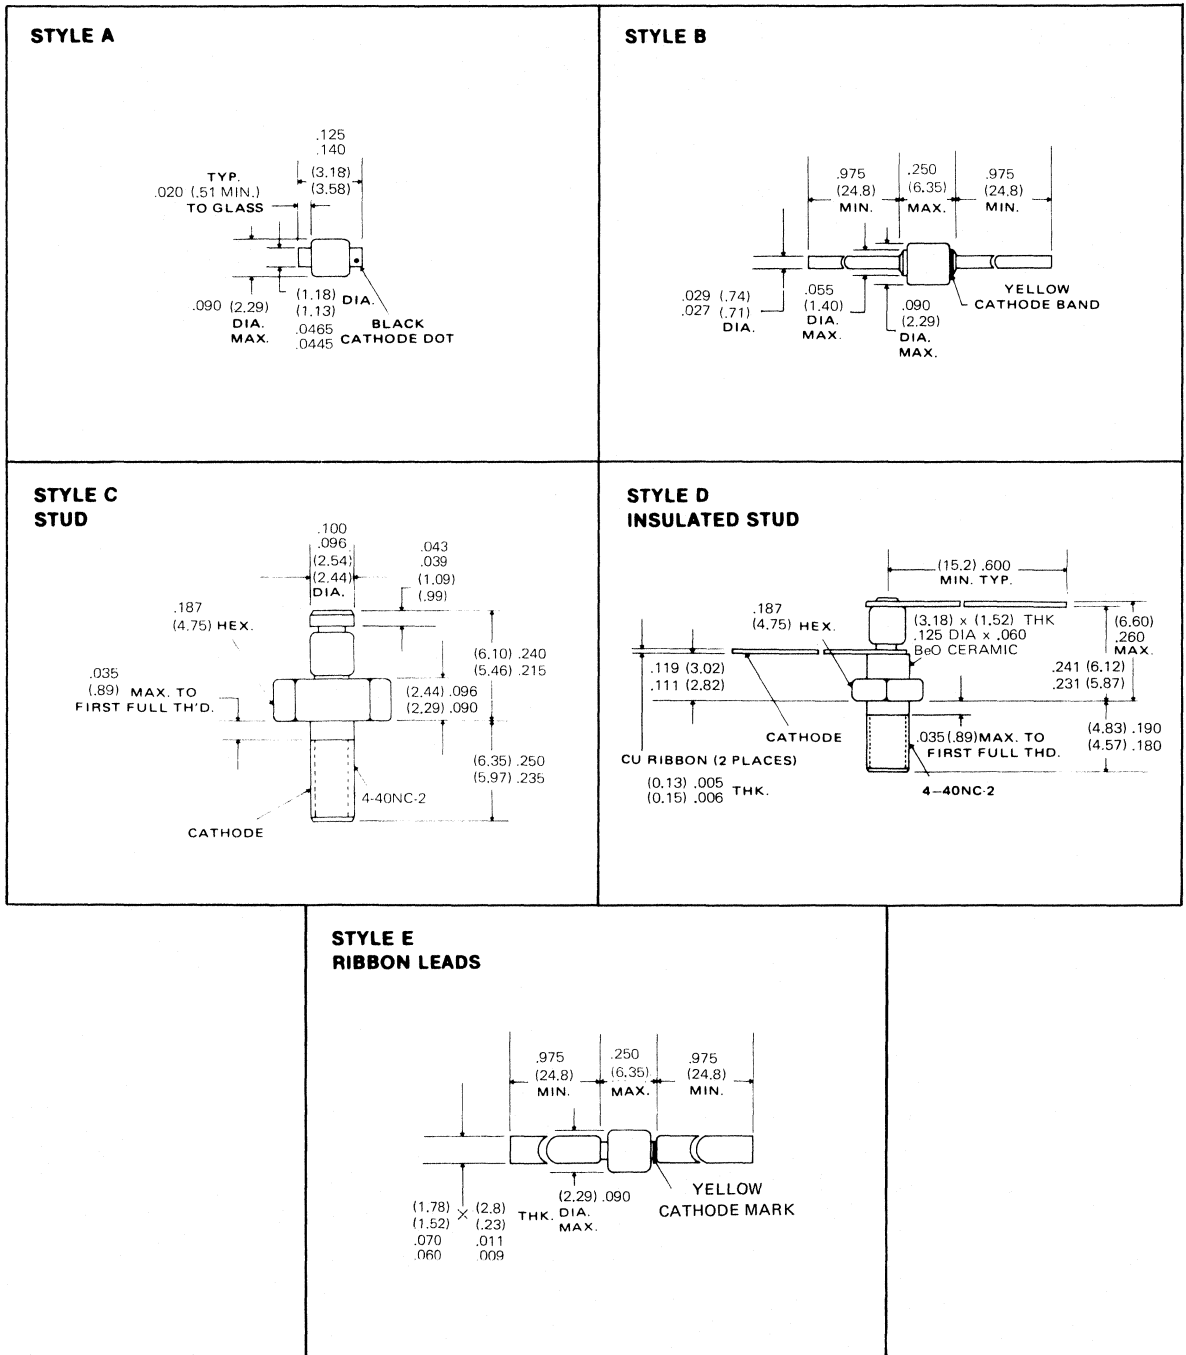 STYLE A
.125
.140
(3.18)
(3.58)
TYP.
.020 (.51 MIN.)
TO GLASS
.090 (2.29)
DIA.
MAX.
(1.18) DIA.
(1.13)
.0465
.0445
BLACK
CATHODE DOT
STYLE B
.975
(24.8)
MIN.
.250
(6.35)
MAX.
.975
(24.8)
MIN.
.029 (.74)
.027 (.71)
DIA.
.055
(1.40)
DIA.
MAX.
.090
(2.29)
DIA.
MAX.
YELLOW
CATHODE BAND
STYLE C
STUD
.100
.096
(2.54)
(2.44)
DIA.
.043
.039
(1.09)
(.99)
.187
(4.75) HEX.
.035
(.89) MAX. TO
FIRST FULL TH'D.
(6.10) .240
(5.46) .215
(2.44) .096
(2.29) .090
(6.35) .250
(5.97) .235
4-40NC-2
CATHODE
STYLE D
INSULATED STUD
(15.2) .600
MIN. TYP.
.187
(4.75) HEX.
(3.18) x (1.52) THK
.125 DIA x .060
BeO CERAMIC
(6.60)
.260
MAX.
.119 (3.02)
.111 (2.82)
.241 (6.12)
.231 (5.87)
CATHODE
.035 (.89) MAX. TO
FIRST FULL THD.
(4.83) .190
(4.57) .180
CU RIBBON (2 PLACES)
(0.13) .005
(0.15) .006 THK.
4-40NC-2
STYLE E
RIBBON LEADS
.975
(24.8)
MIN.
.250
(6.35)
MAX.
.975
(24.8)
MIN.
(1.78) × (2.8)
(1.52) (.23)
.070 .011
.060 .009
THK.
(2.29) .090
DIA.
MAX.
YELLOW
CATHODE MARK